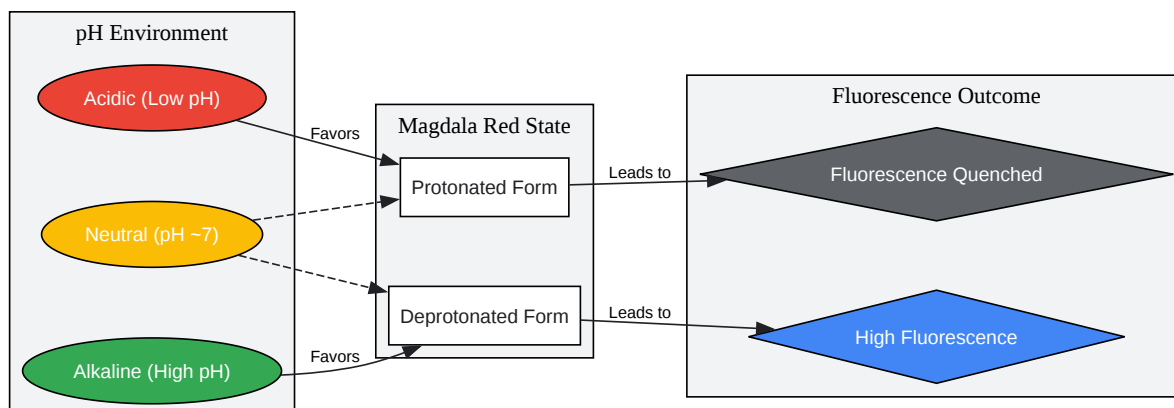 pH Environment
Acidic (Low pH)
Neutral (pH ~7)
Alkaline (High pH)
Favors
Favors
Magdala Red State
Protonated Form
Deprotonated Form
Leads to
Leads to
Fluorescence Outcome
Fluorescence Quenched
High Fluorescence